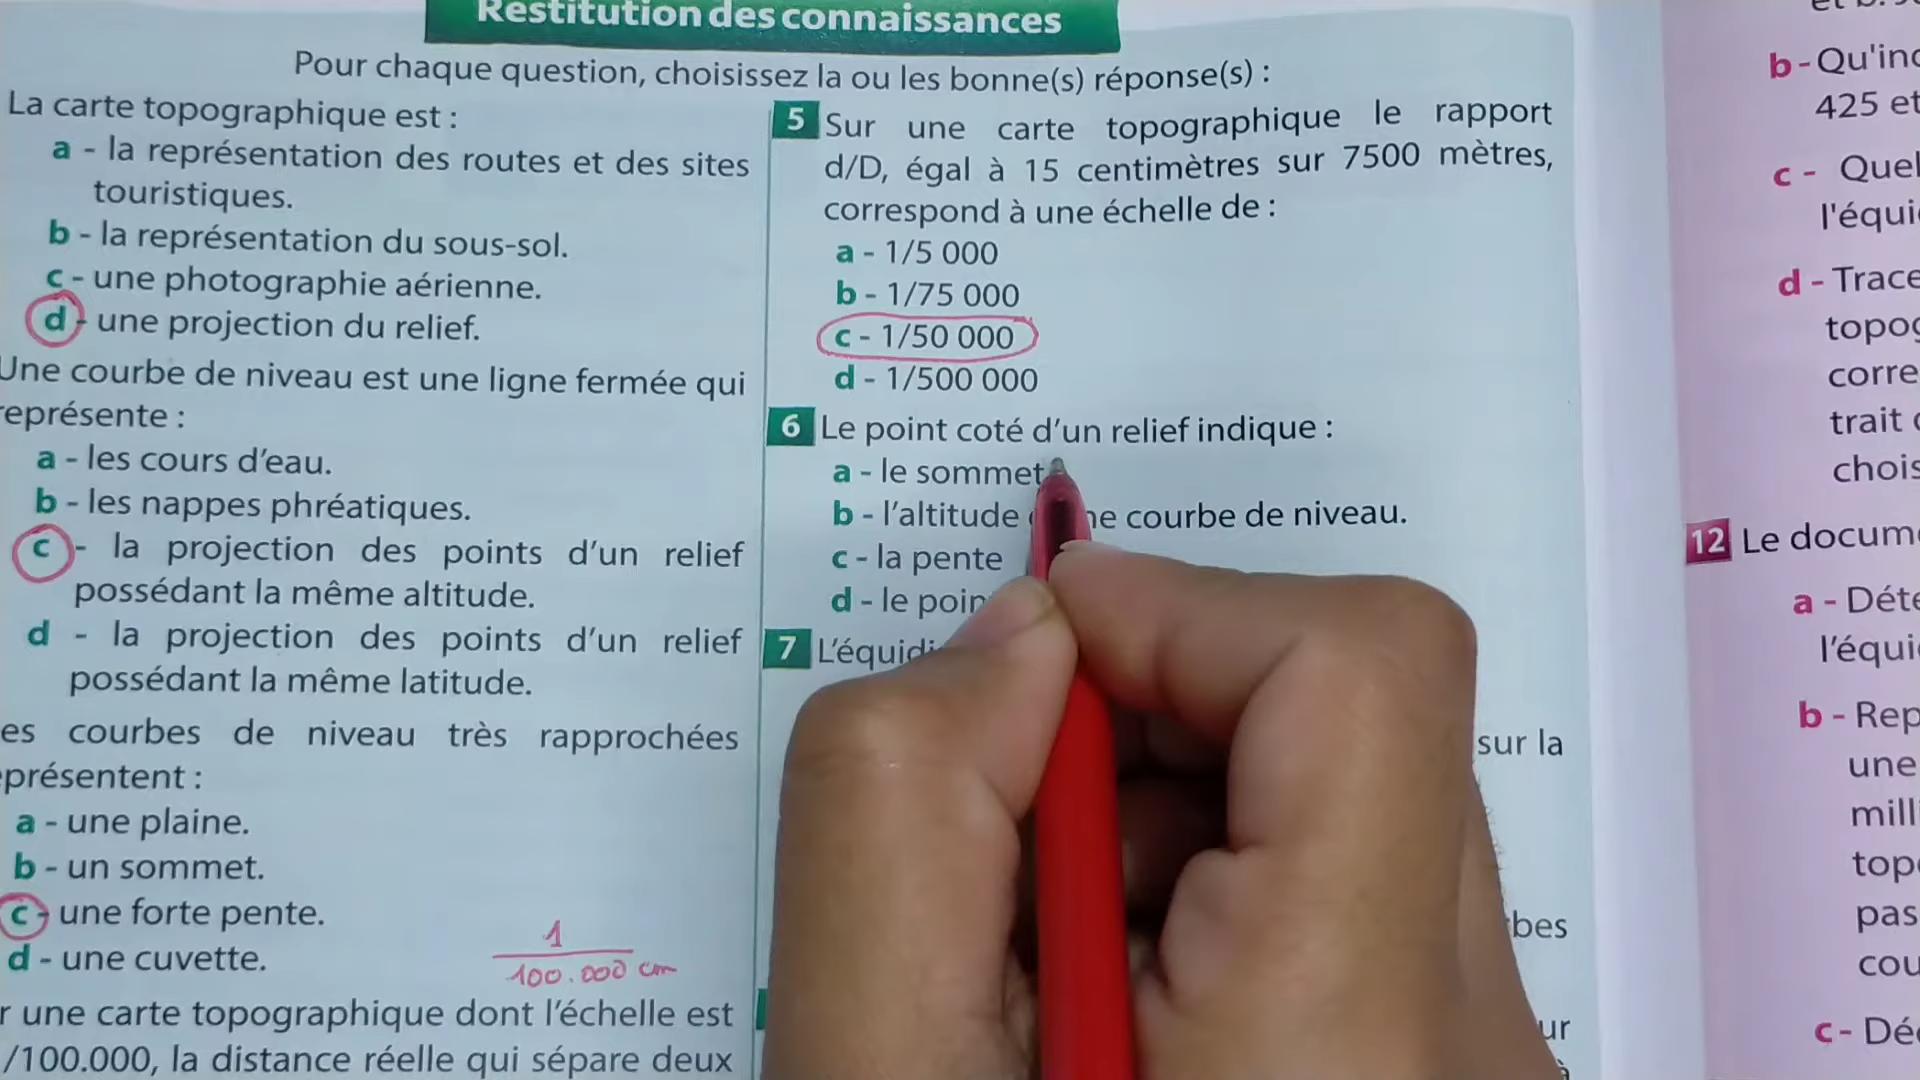 Restitution des connaissances
Pour chaque question, choisissez la ou les bonne(s) réponse(s) :
La carte topographique est :
a - la représentation des routes et des sites
touristiques.
b - la représentation du sous-sol.
c - une photographie aérienne.
d - une projection du relief.
Une courbe de niveau est une ligne fermée qui
représente :
a - les cours d'eau.
b - les nappes phréatiques.
c - la projection des points d'un relief
possédant la même altitude.
d - la projection des points d'un relief
possédant la même latitude.
es courbes de niveau très rapprochées
présentent :
a - une plaine.
b - un sommet.
c - une forte pente.
d - une cuvette.
1
100.000 cm
r une carte topographique dont l'échelle est
/100.000, la distance réelle qui sépare deux
5 Sur une carte topographique le rapport
d/D, égal à 15 centimètres sur 7500 mètres,
correspond à une échelle de :
a - 1/5 000
b - 1/75 000
c - 1/50 000
d - 1/500 000
6 Le point coté d'un relief indique :
a - le sommet
b - l'altitude courbe de niveau.
c - la pente
d - le
7
sur la
bes
ur
à
b - Qu'in
425 et
c - Quel
l'équi
d - Trace
topo
corre
trait
chois
12 Le docum
a - Déte
l'équi
b - Rep
une
mill
top
pas
cou
c - Dé